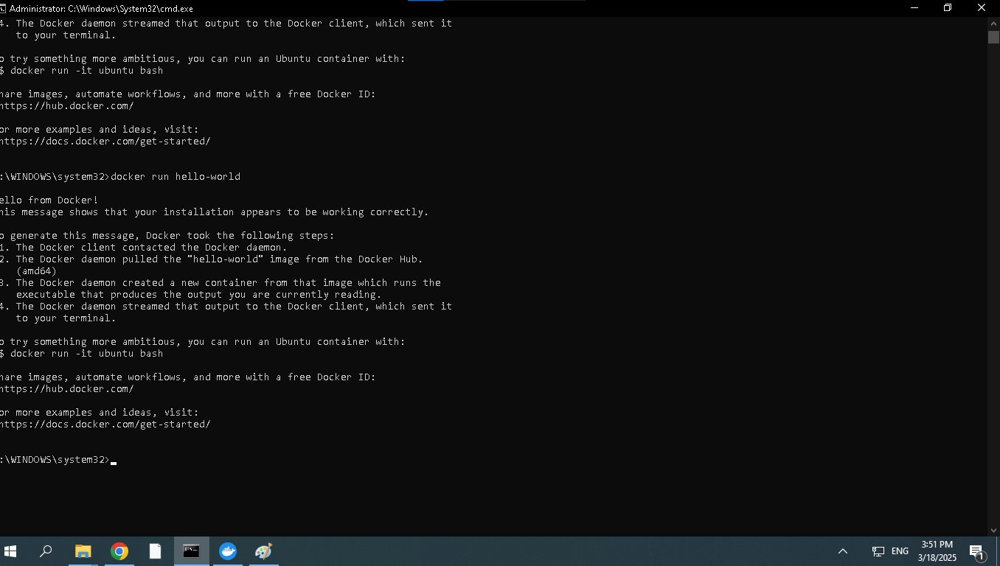 Administrator: C:\Windows\System32\cmd.exe
4. The Docker daemon streamed that output to the Docker client, which sent it
to your terminal.
o try something more ambitious, you can run an Ubuntu container with:
$ docker run -it ubuntu bash
hare images, automate workflows, and more with a free Docker ID:
https://hub.docker.com/
or more examples and ideas, visit:
https://docs.docker.com/get-started/
:\WINDOWS\system32>docker run hello-world
ello from Docker!
his message shows that your installation appears to be working correctly.
o generate this message, Docker took the following steps:
1. The Docker client contacted the Docker daemon.
2. The Docker daemon pulled the "hello-world" image from the Docker Hub.
(amd64)
3. The Docker daemon created a new container from that image which runs the
executable that produces the output you are currently reading.
4. The Docker daemon streamed that output to the Docker client, which sent it
to your terminal.
o try something more ambitious, you can run an Ubuntu container with:
$ docker run -it ubuntu bash
hare images, automate workflows, and more with a free Docker ID:
https://hub.docker.com/
or more examples and ideas, visit:
https://docs.docker.com/get-started/
:\WINDOWS\system32>
ENG
3:51 PM
3/18/2025
1